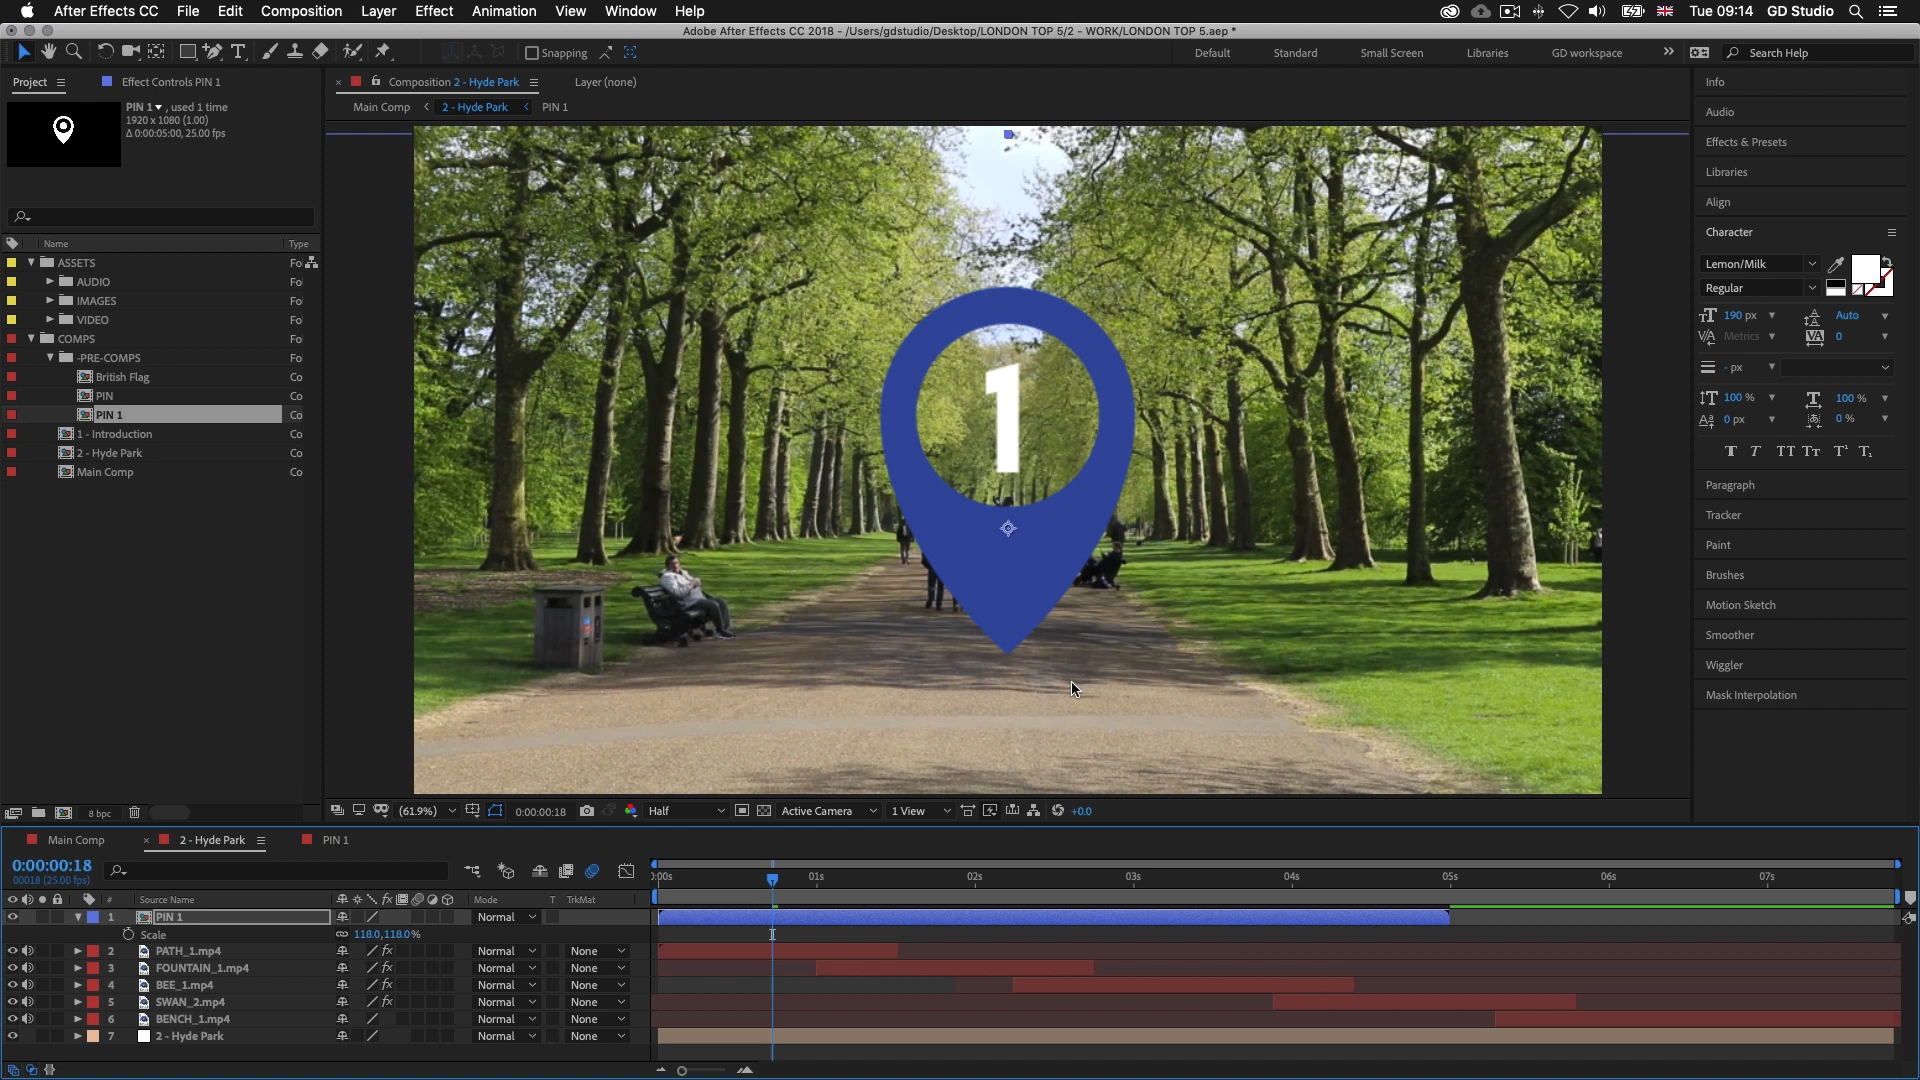 After Effects CC File Edit Composition Layer Effect Animation View Window Help Tue 09:14 GD Studio
Adobe After Effects CC 2018 - /Users/gdstudio/Desktop/LONDON TOP 5/2 - WORK/LONDON TOP 5.aep *
Snapping Default Standard Small Screen Libraries GD workspace Search Help
Project Effect Controls PIN 1 Composition 2 - Hyde Park Layer (none)
Main Comp 2 - Hyde Park PIN 1
PIN 1 , used 1 time
1920 x 1080 (1.00)
Δ 0:00:05:00, 25.00 fps
Name Type
ASSETS Fol
AUDIO Fol
IMAGES Fol
VIDEO Fol
COMPS Fol
-PRE-COMPS Fol
British Flag Co
PIN Co
PIN 1 Co
1 - Introduction Co
2 - Hyde Park Co
Main Comp Co
8 bpc
1
Info
Audio
Effects & Presets
Libraries
Align
Character
Lemon/Milk
Regular
190 px Auto
Metrics 0
- px
100 % 100 %
0 px 0 %
T T TT Tт T¹ T₁
Paragraph
Tracker
Paint
Brushes
Motion Sketch
Smoother
Wiggler
Mask Interpolation
(61.9%) 0:00:00:18 Half Active Camera 1 View +0.0
Main Comp 2 - Hyde Park PIN 1
0:00:00:18
00018 (25.00 fps)
:00s 01s 02s 03s 04s 05s 06s 07s
# Source Name Mode T TrkMat
1 PIN 1 Normal
Scale 118.0,118.0%
2 PATH_1.mp4 Normal None
3 FOUNTAIN_1.mp4 Normal None
4 BEE_1.mp4 Normal None
5 SWAN_2.mp4 Normal None
6 BENCH_1.mp4 Normal None
7 2 - Hyde Park Normal None